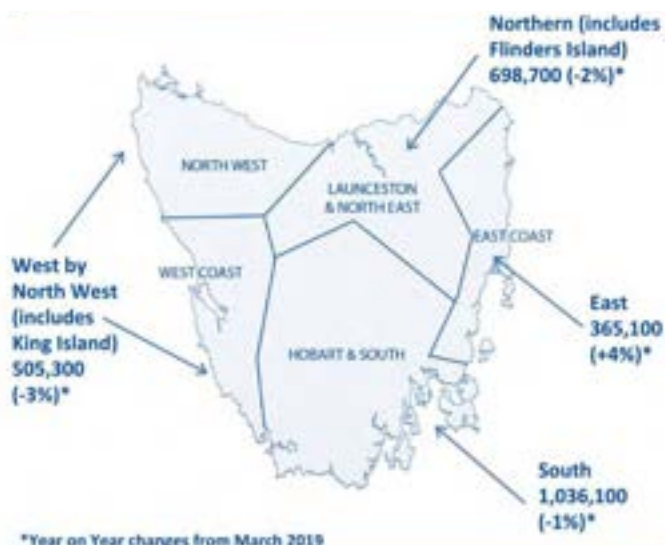 Northern (includes
Flinders Island)
698,700 (-2%)*
NORTH WEST
LAUNCESTON
& NORTH EAST
EAST COAST
WEST COAST
West by
North West
(includes
King Island)
505,300
(-3%)*
East
365,100
(+4%)*
HOBART & SOUTH
South
1,036,100
(-1%)*
*Year on Year changes from March 2019